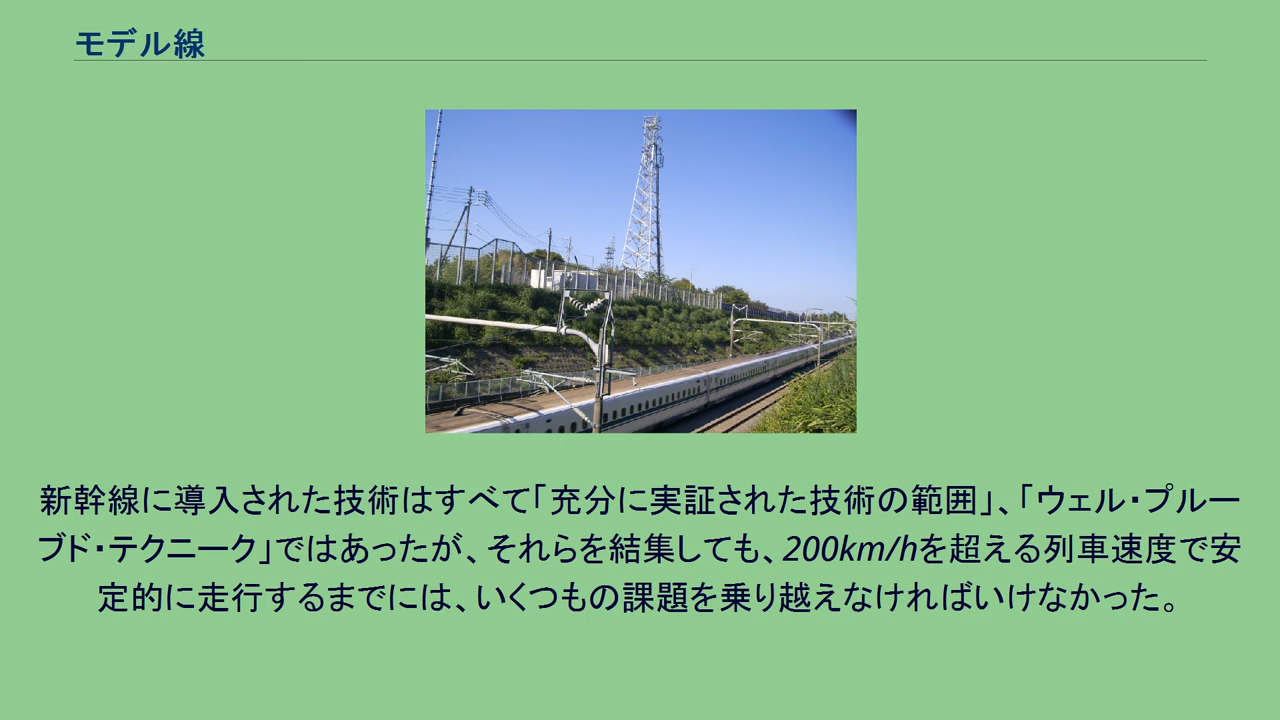 モデル線
新幹線に導入された技術はすべて「充分に実証された技術の範囲」、「ウェル・プルー
ブド・テクニーク」ではあったが、それらを結集しても、200km/hを超える列車速度で安
定的に走行するまでには、いくつもの課題を乗り越えなければいけなかった。